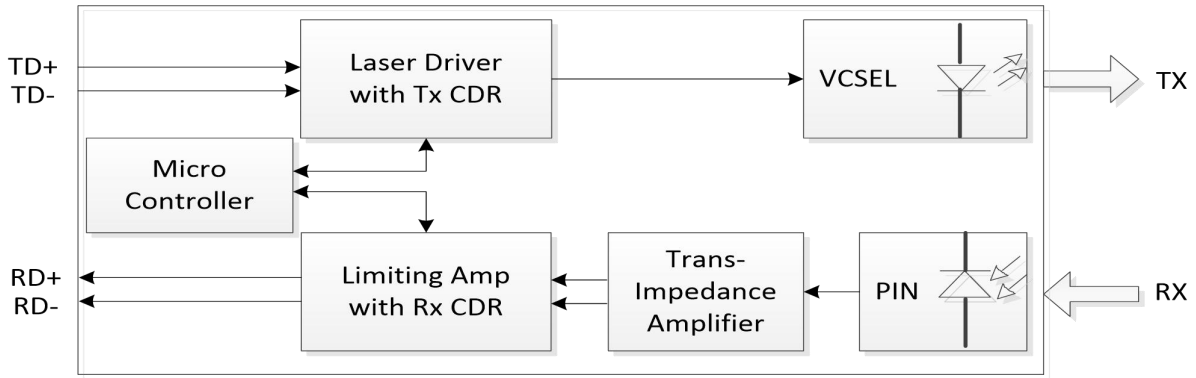 TD+
TD-
Laser Driver
with Tx CDR
VCSEL
TX
Micro
Controller
RD+
RD-
Limiting Amp
with Rx CDR
Trans-
Impedance
Amplifier
PIN
RX